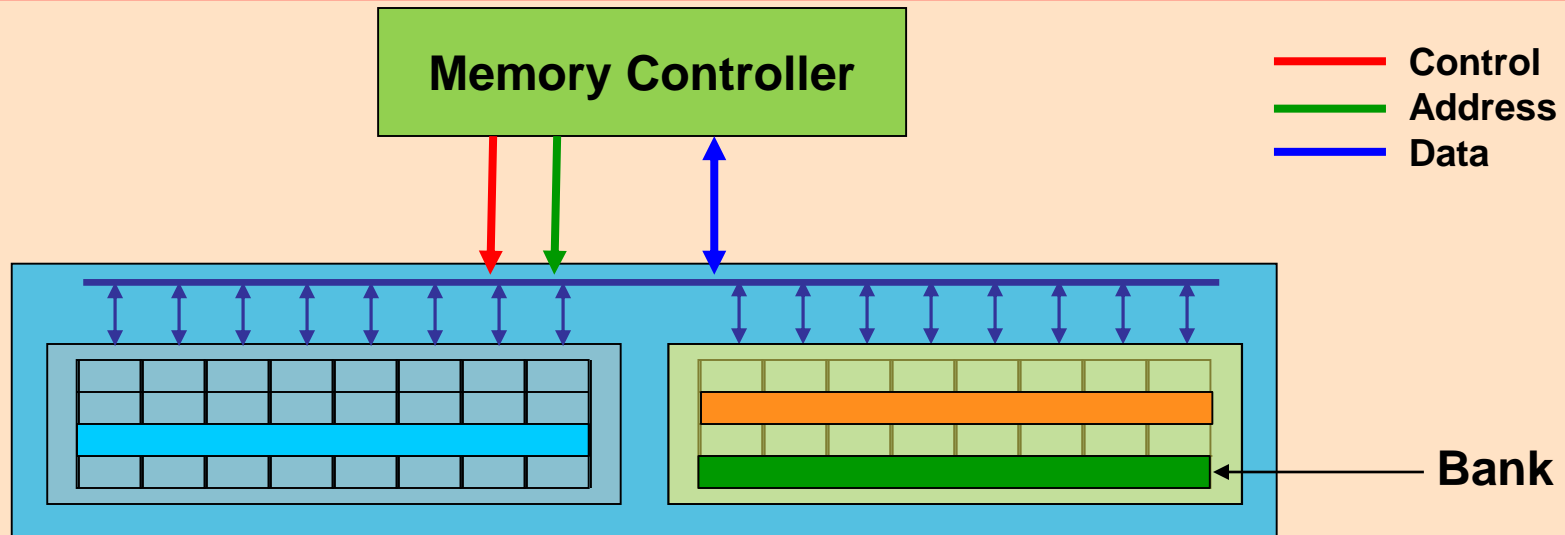 Memory Controller
Control
Address
Data
Bank